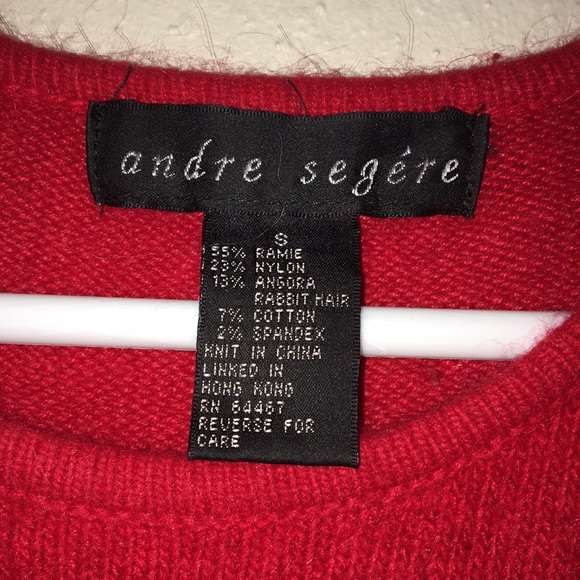 andre segére
S
55% RAMIE
23% NYLON
13% ANGORA
RABBIT HAIR
7% COTTON
2% SPANDEX
KNIT IN CHINA
LINKED IN
HONG KONG
RN 64467
REVERSE FOR
CARE